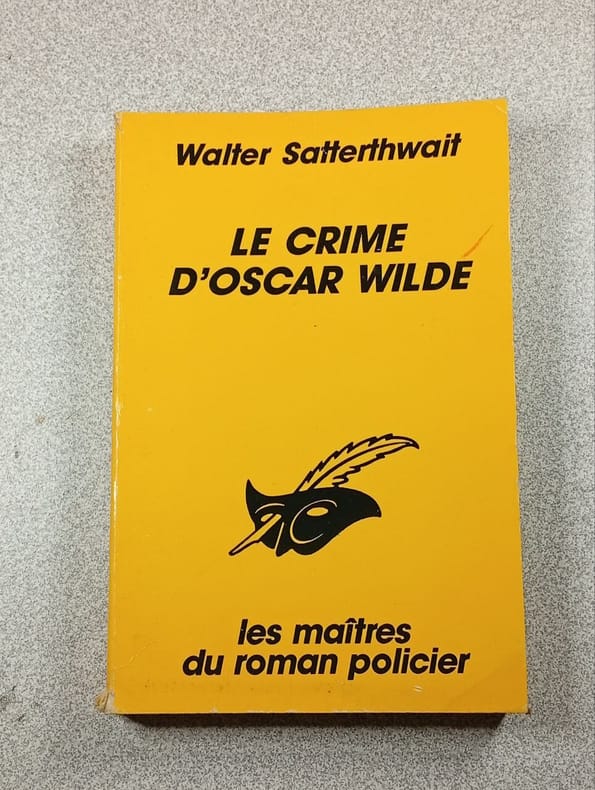 Walter Satterthwait
LE CRIME
D'OSCAR WILDE
les maîtres
du roman policier